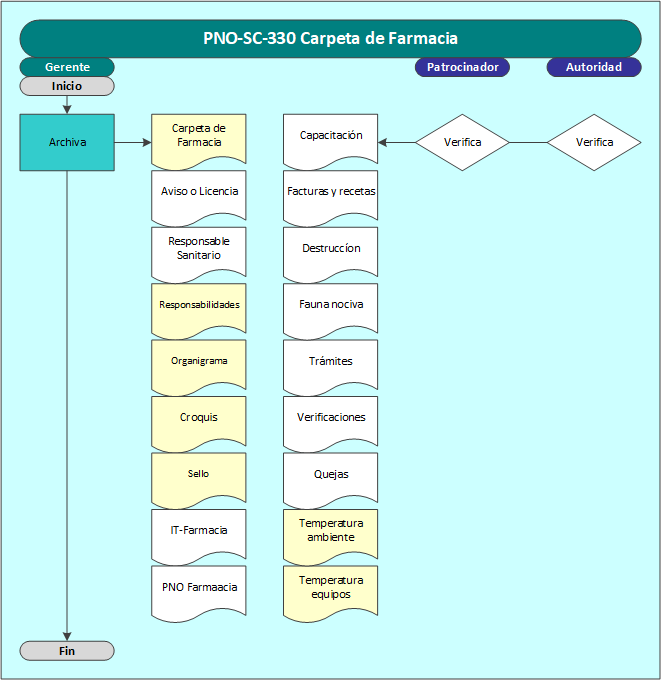 PNO-SC-330 Carpeta de Farmacia
Gerente
Patrocinador
Autoridad
Inicio
Archiva
Carpeta de
Farmacia
Capacitación
Verifica
Verifica
Aviso o Licencia
Facturas y recetas
Responsable
Sanitario
Destruccíon
Responsabilidades
Fauna nociva
Organigrama
Trámites
Croquis
Verificaciones
Sello
Quejas
IT-Farmacia
Temperatura
ambiente
PNO Farmaacia
Temperatura
equipos
Fin